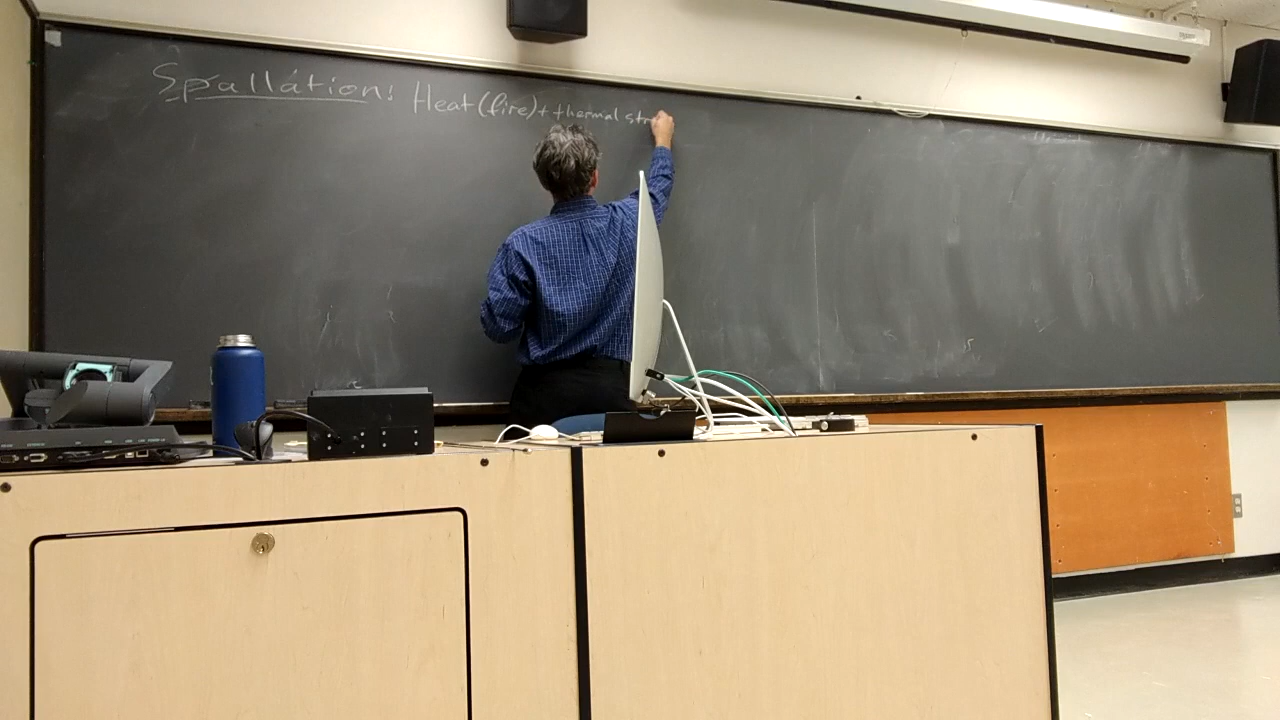 Spallation: Heat (fire) + thermal str